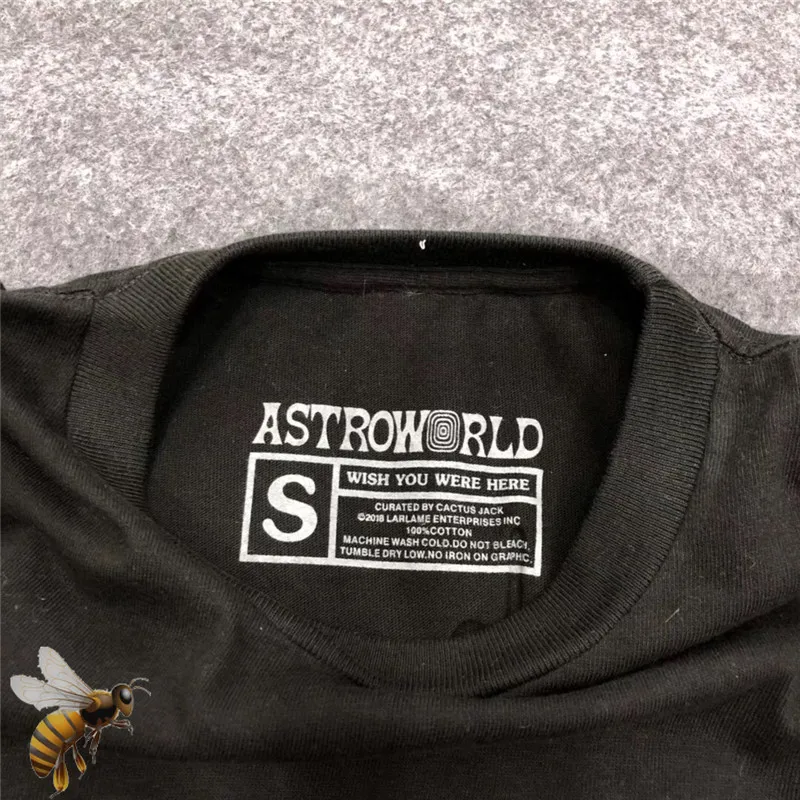 ASTROWORLD
S
WISH YOU WERE HERE
CURATED BY CACTUS JACK
©2018 LARLAME ENTERPRISES INC
100%COTTON
MACHINE WASH COLD.DO NOT BLEACH.
TUMBLE DRY LOW.NO IRON ON GRAPHC.